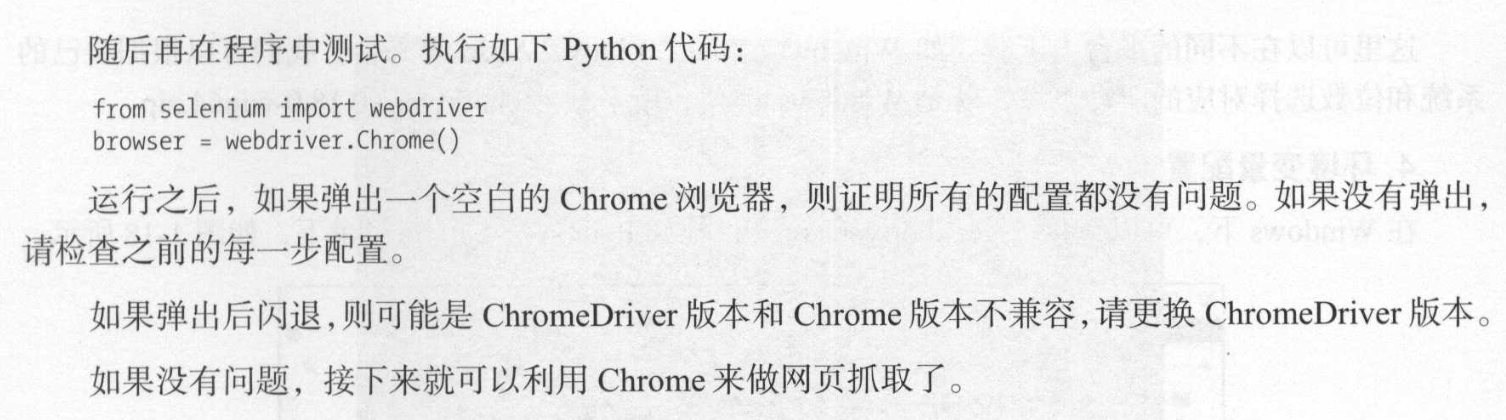 随后再在程序中测试。执行如下 Python 代码：
from selenium import webdriver
browser = webdriver.Chrome()
运行之后，如果弹出一个空白的 Chrome 浏览器，则证明所有的配置都没有问题。如果没有弹出，
请检查之前的每一步配置。
如果弹出后闪退，则可能是 ChromeDriver 版本和 Chrome 版本不兼容，请更换 ChromeDriver 版本。
如果没有问题，接下来就可以利用 Chrome 来做网页抓取了。